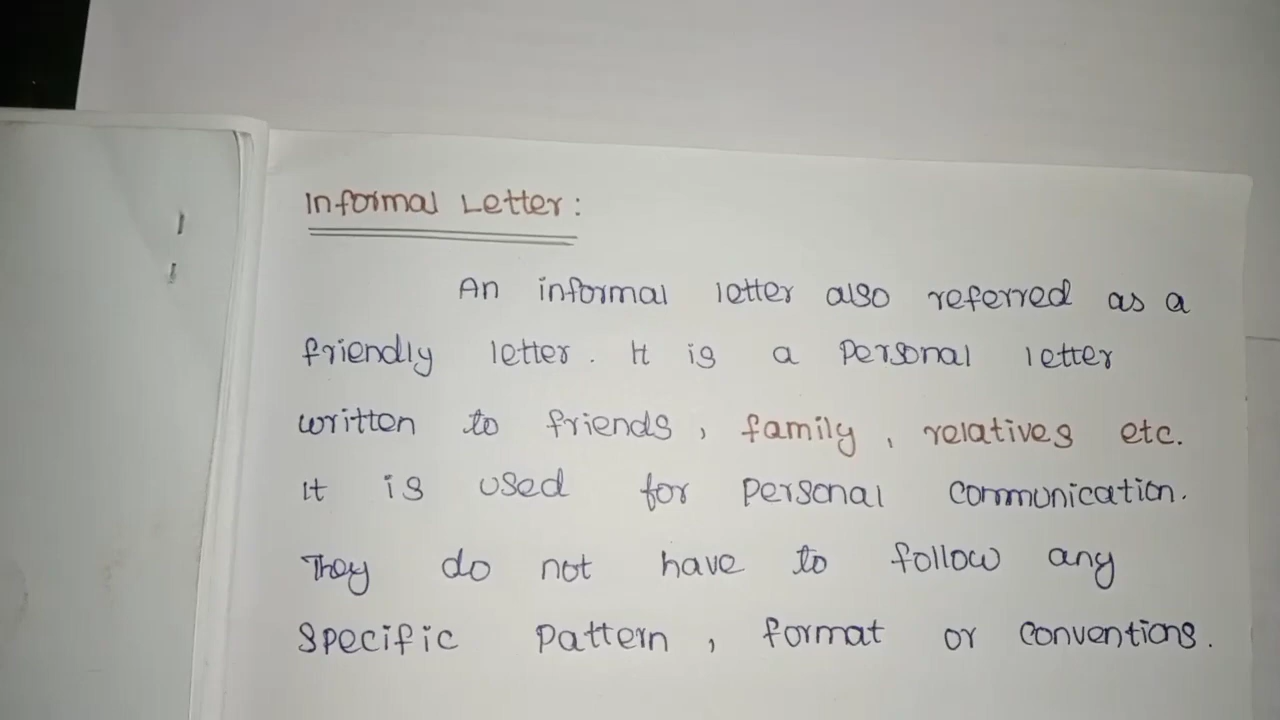 Informal Letter:
An informal letter also referred as a
friendly letter. It is a personal letter
written to friends, family, relatives etc.
It is used for personal communication.
They do not have to follow any
specific pattern, format or conventions.